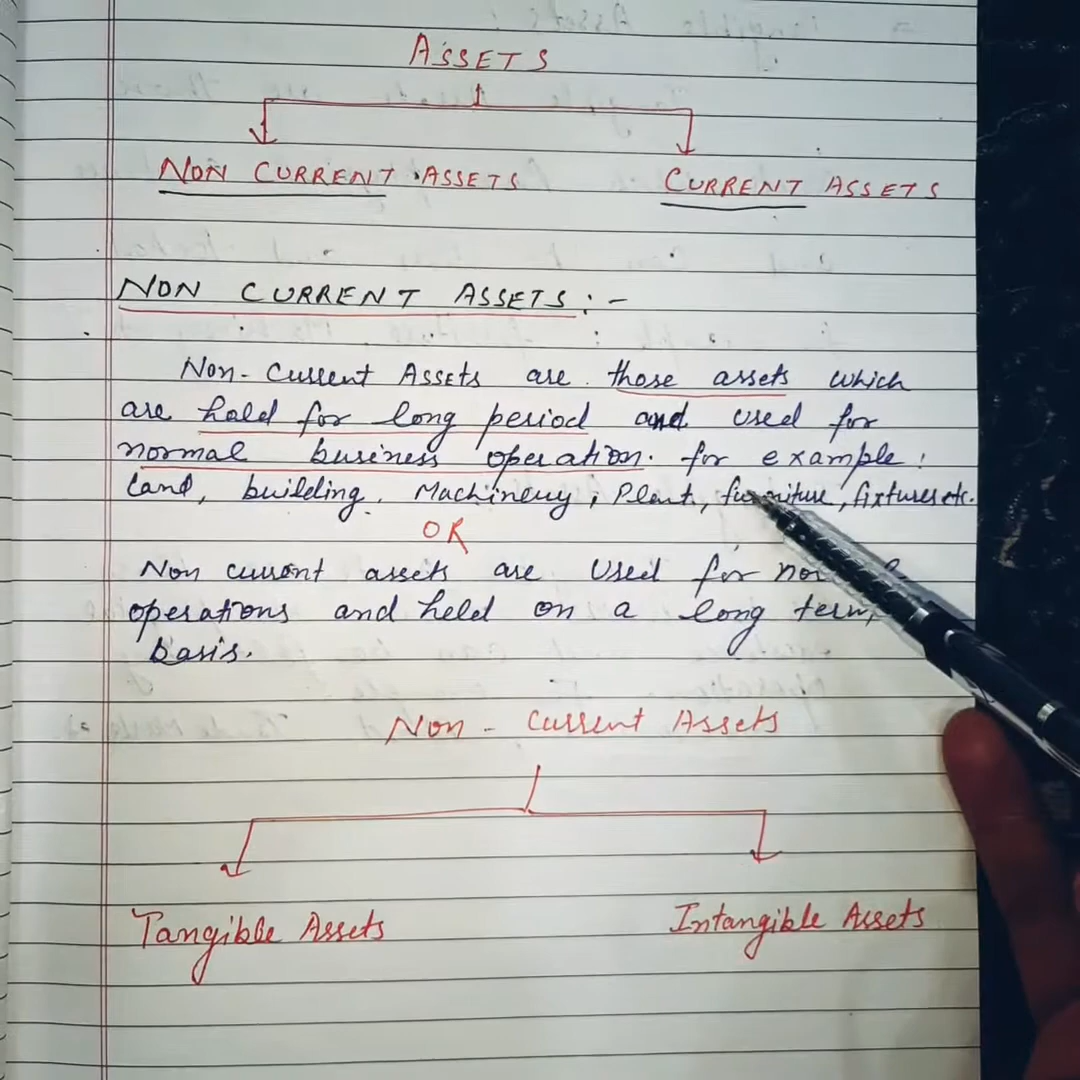 ASSETS
NON CURRENT ASSETS CURRENT ASSETS
NON CURRENT ASSETS:-
Non-Current Assets are those assets which
are hold for long period and used for
normal business operation. for example:
land, building, Machinery, Plant, furniture, fixtures etc.
OR
Non current assets are used for
operations and held on a long term
basis.
Non-Current Assets
Tangible Assets Intangible Assets